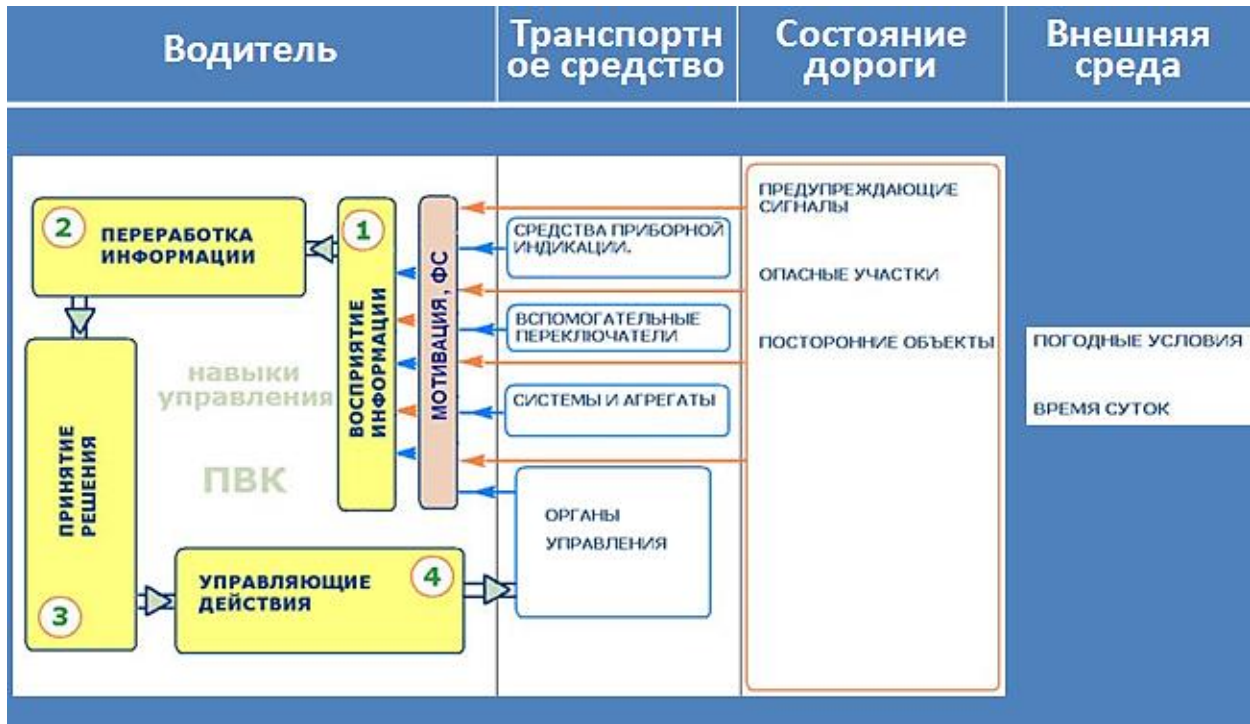 Водитель
Транспортн
ое средство
Состояние
дороги
Внешняя
среда
2
ПЕРЕРАБОТКА
ИНФОРМАЦИИ
1
ВОСПРИЯТИЕ
ИНФОРМАЦИИ
МОТИВАЦИЯ, ФС
навыки
управления
ПВК
ПРИНЯТИЕ
РЕШЕНИЯ
3
УПРАВЛЯЮЩИЕ
ДЕЙСТВИЯ
4
СРЕДСТВА ПРИБОРНОЙ
ИНДИКАЦИИ.
ВСПОМОГАТЕЛЬНЫЕ
ПЕРЕКЛЮЧАТЕЛИ
СИСТЕМЫ И АГРЕГАТЫ
ОРГАНЫ
УПРАВЛЕНИЯ
ПРЕДУПРЕЖДАЮЩИЕ
СИГНАЛЫ
ОПАСНЫЕ УЧАСТКИ
ПОСТОРОННИЕ ОБЪЕКТЫ
ПОГОДНЫЕ УСЛОВИЯ
ВРЕМЯ СУТОК